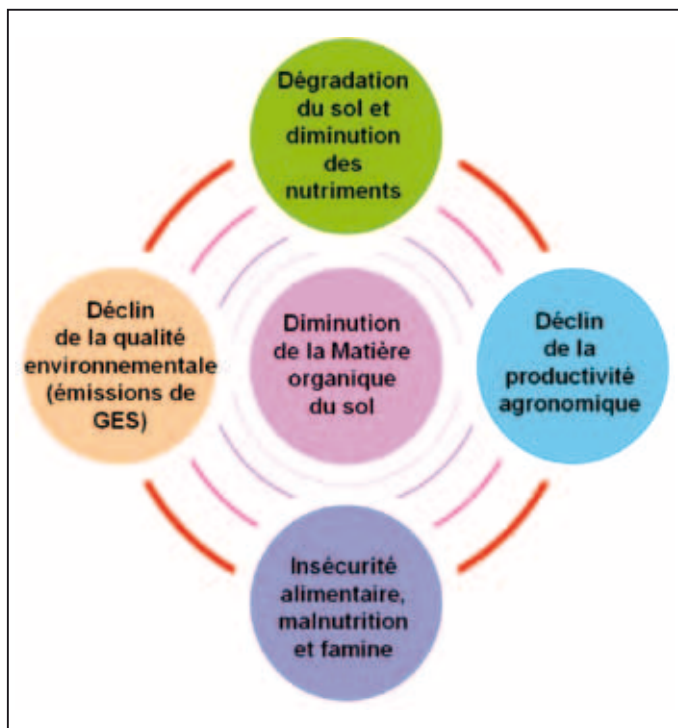 Dégradation
du sol et
diminution
des
nutriments
Déclin
de la qualité
environnementale
(émissions de
GES)
Diminution
de la Matière
organique
du sol
Déclin
de la
productivité
agronomique
Insécurité
alimentaire,
malnutrition
et famine